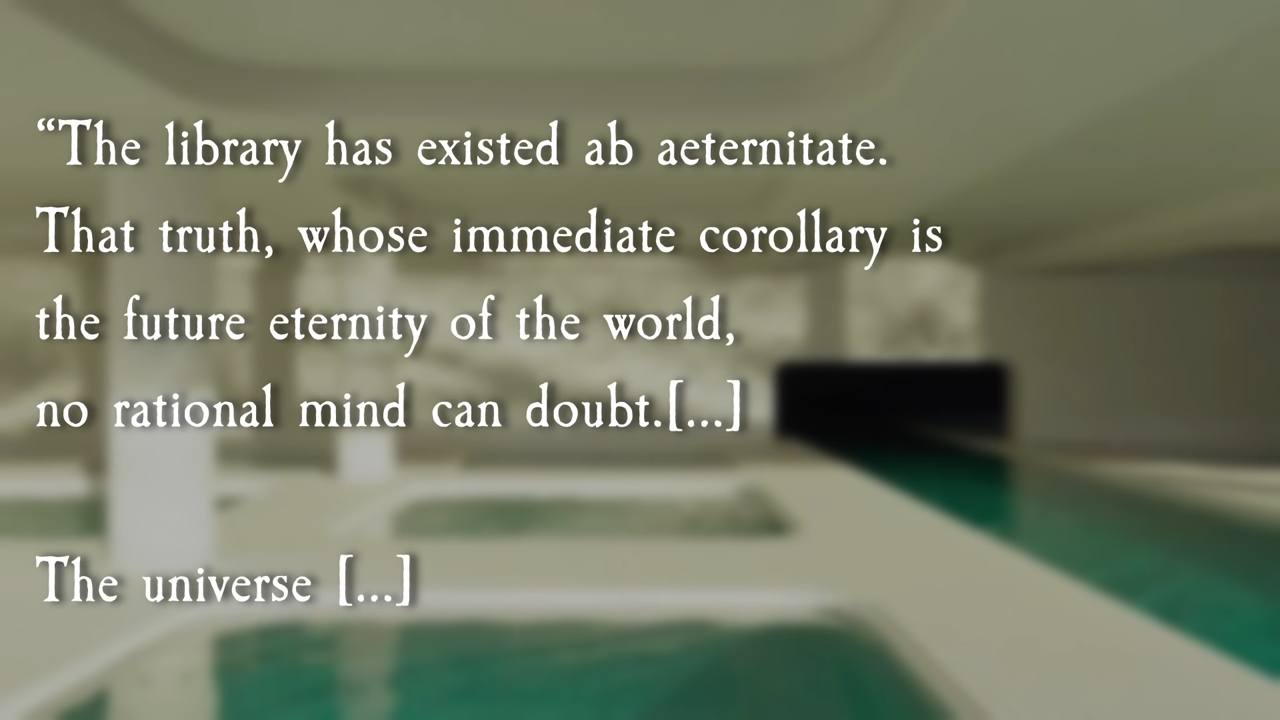 “The library has existed ab aeternitate.
That truth, whose immediate corollary is
the future eternity of the world,
no rational mind can doubt.[...]
The universe [...]